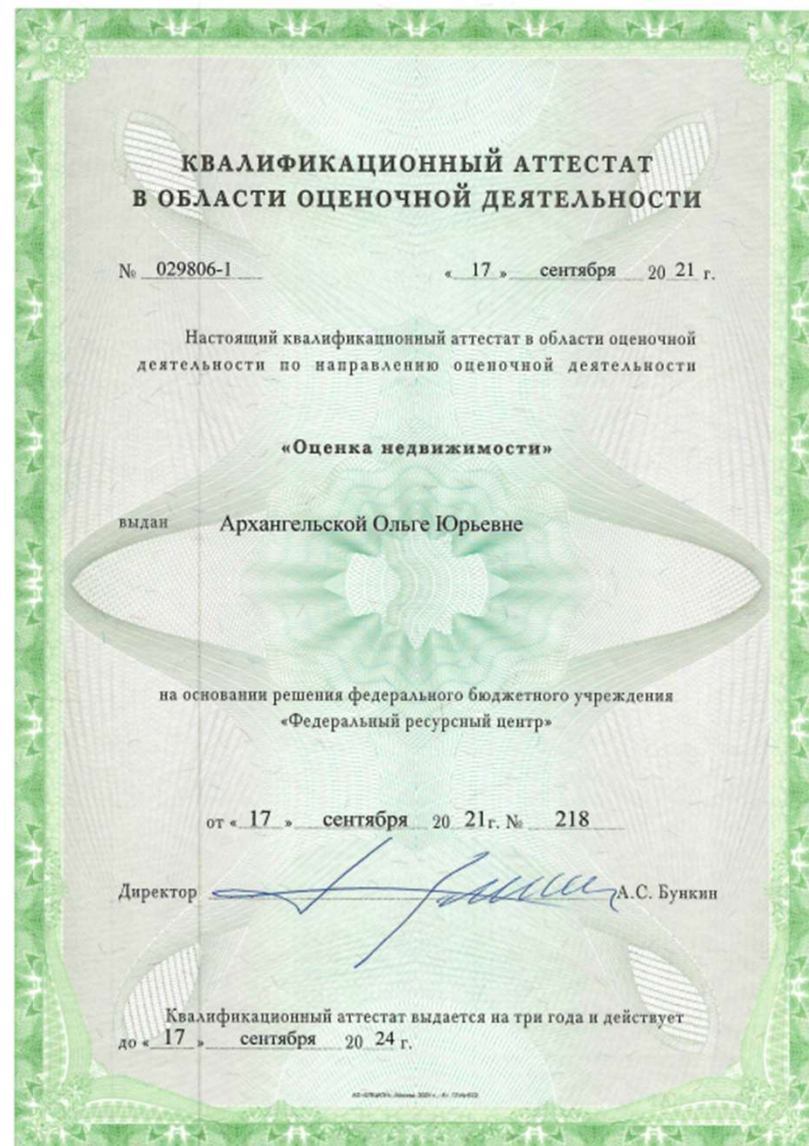 КВАЛИФИКАЦИОННЫЙ АТТЕСТАТ
В ОБЛАСТИ ОЦЕНОЧНОЙ ДЕЯТЕЛЬНОСТИ
№ 029806-1 « 17 » сентября 20 21 г.
Настоящий квалификационный аттестат в области оценочной
деятельности по направлению оценочной деятельности
«Оценка недвижимости»
выдан Архангельской Ольге Юрьевне
на основании решения федерального бюджетного учреждения
«Федеральный ресурсный центр»
от « 17 » сентября 20 21 г. № 218
Директор А.С. Бункин
Квалификационный аттестат выдается на три года и действует
до « 17 » сентября 20 24 г.